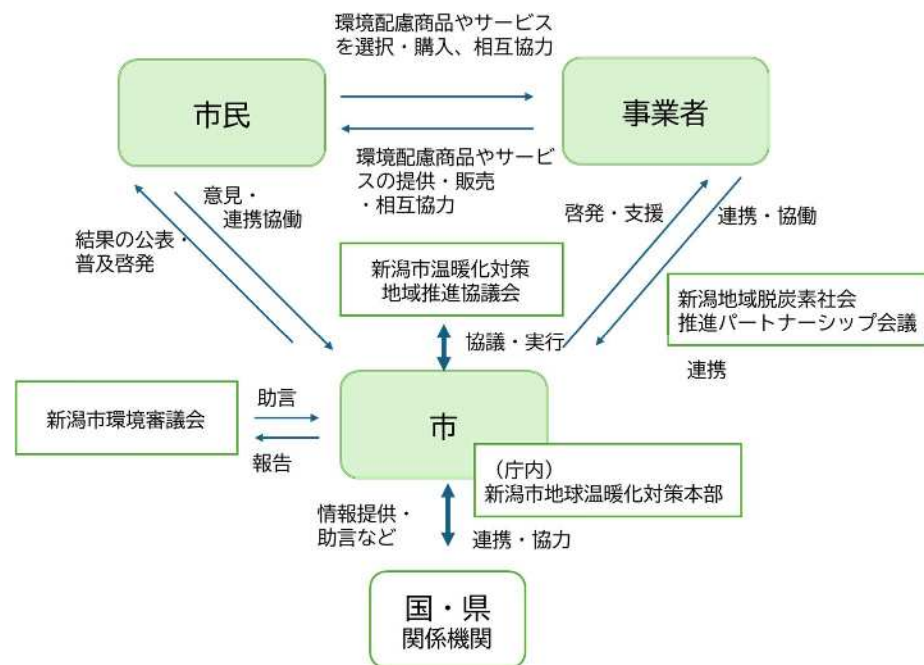 環境配慮商品やサービス
を選択・購入、相互協力
市民
事業者
環境配慮商品やサービ
スの提供・販売
・相互協力
意見・
連携協働
結果の公表・
普及啓発
啓発・支援
連携・協働
新潟市温暖化対策
地域推進協議会
新潟地域脱炭素社会
推進パートナーシップ会議
協議・実行
連携
新潟市環境審議会
助言
報告
市
（庁内）
新潟市地球温暖化対策本部
情報提供・
助言など
連携・協力
国・県
関係機関